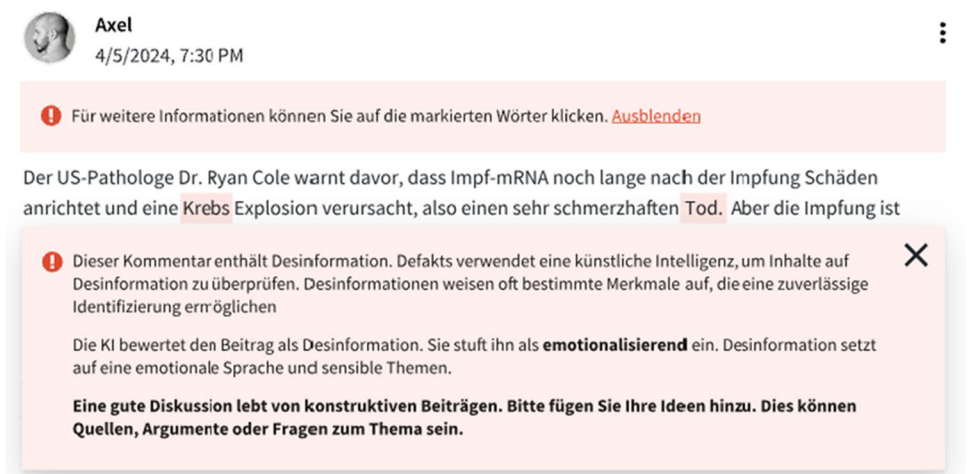 Axel
4/5/2024, 7:30 PM
Für weitere Informationen können Sie auf die markierten Wörter klicken. Ausblenden
Der US-Pathologe Dr. Ryan Cole warnt davor, dass Impf-mRNA noch lange nach der Impfung Schäden
anrichtet und eine Krebs Explosion verursacht, also einen sehr schmerzhaften Tod. Aber die Impfung ist
Dieser Kommentar enthält Desinformation. Defakts verwendet eine künstliche Intelligenz, um Inhalte auf
Desinformation zu überprüfen. Desinformationen weisen oft bestimmte Merkmale auf, die eine zuverlässige
Identifizierung ermöglichen
Die KI bewertet den Beitrag als Desinformation. Sie stuft ihn als emotionalisierend ein. Desinformation setzt
auf eine emotionale Sprache und sensible Themen.
Eine gute Diskussion lebt von konstruktiven Beiträgen. Bitte fügen Sie Ihre Ideen hinzu. Dies können
Quellen, Argumente oder Fragen zum Thema sein.